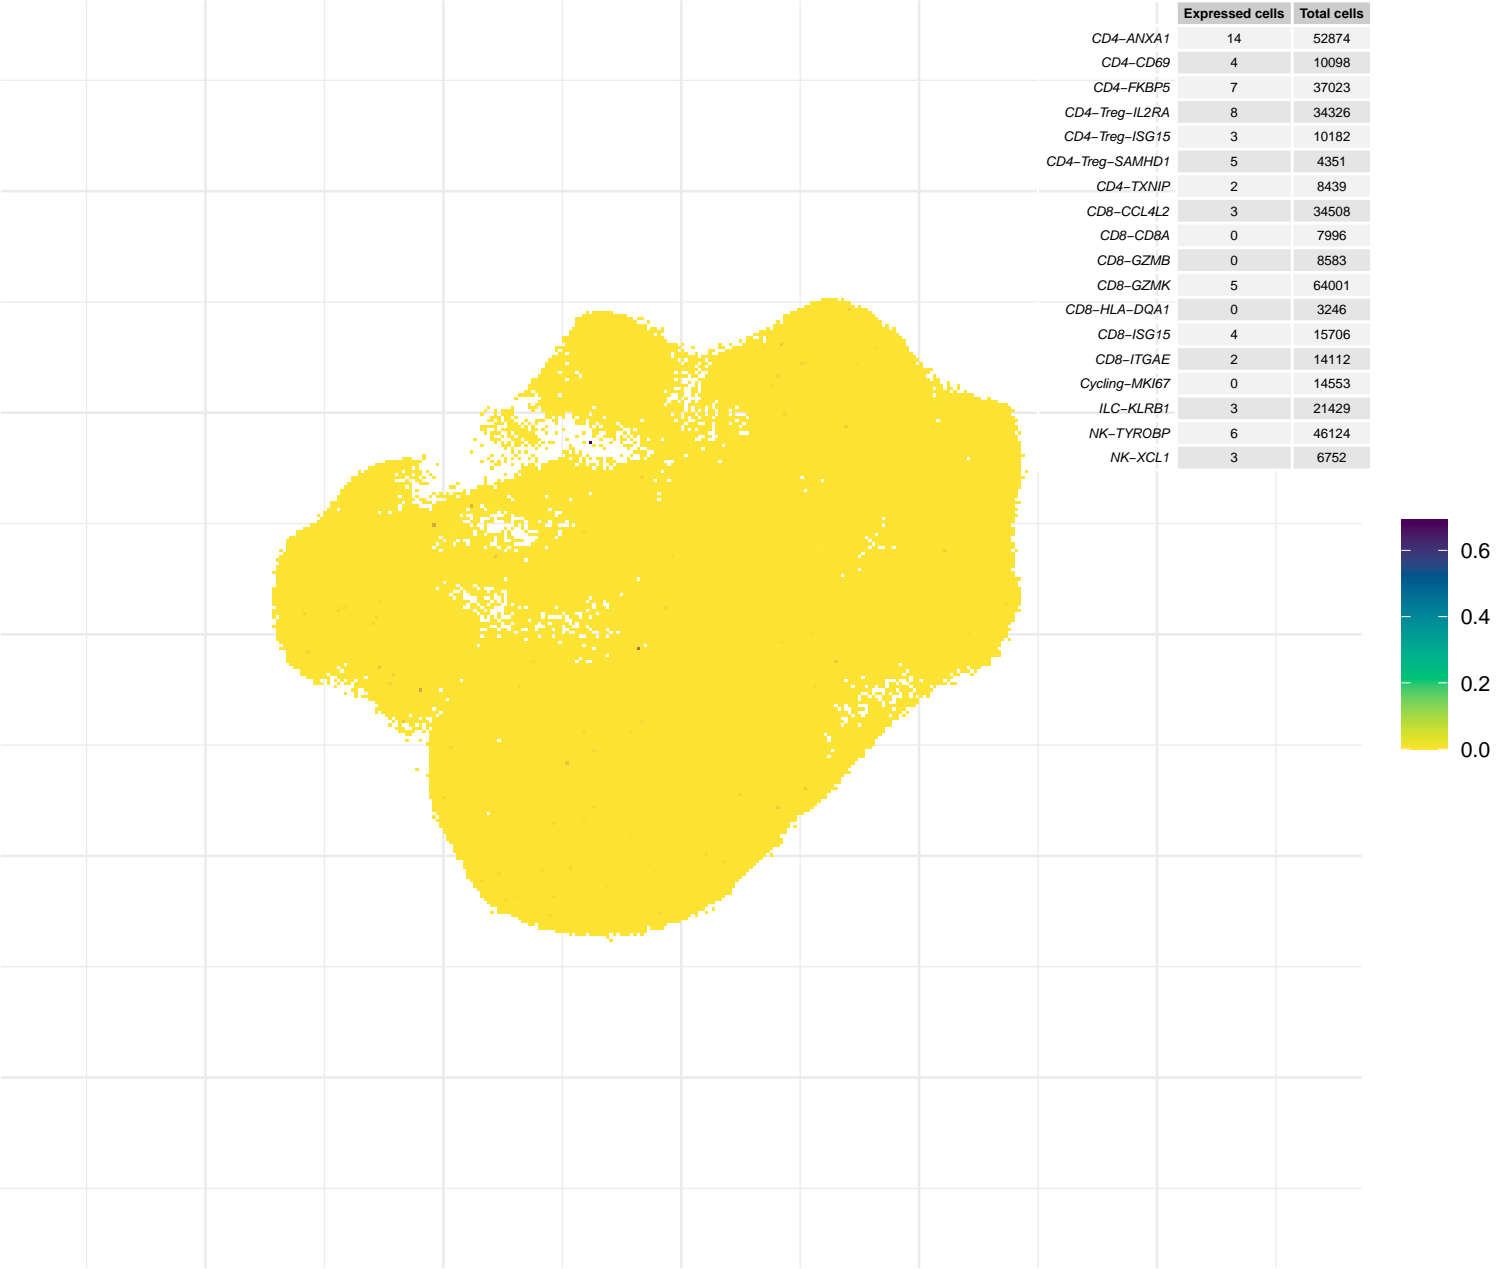 Expressed cells Total cells
CD4−ANXA1 14 52874
CD4−CD69 4 10098
CD4−FKBP5 7 37023
CD4−Treg−IL2RA 8 34326
CD4−Treg−ISG15 3 10182
CD4−Treg−SAMHD1 5 4351
CD4−TXNIP 2 8439
CD8−CCL4L2 3 34508
CD8−CD8A 0 7996
CD8−GZMB 0 8583
CD8−GZMK 5 64001
CD8−HLA−DQA1 0 3246
CD8−ISG15 4 15706
CD8−ITGAE 2 14112
Cycling−MKI67 0 14553
ILC−KLRB1 3 21429
NK−TYROBP 6 46124
NK−XCL1 3 6752
0.6
0.4
0.2
0.0